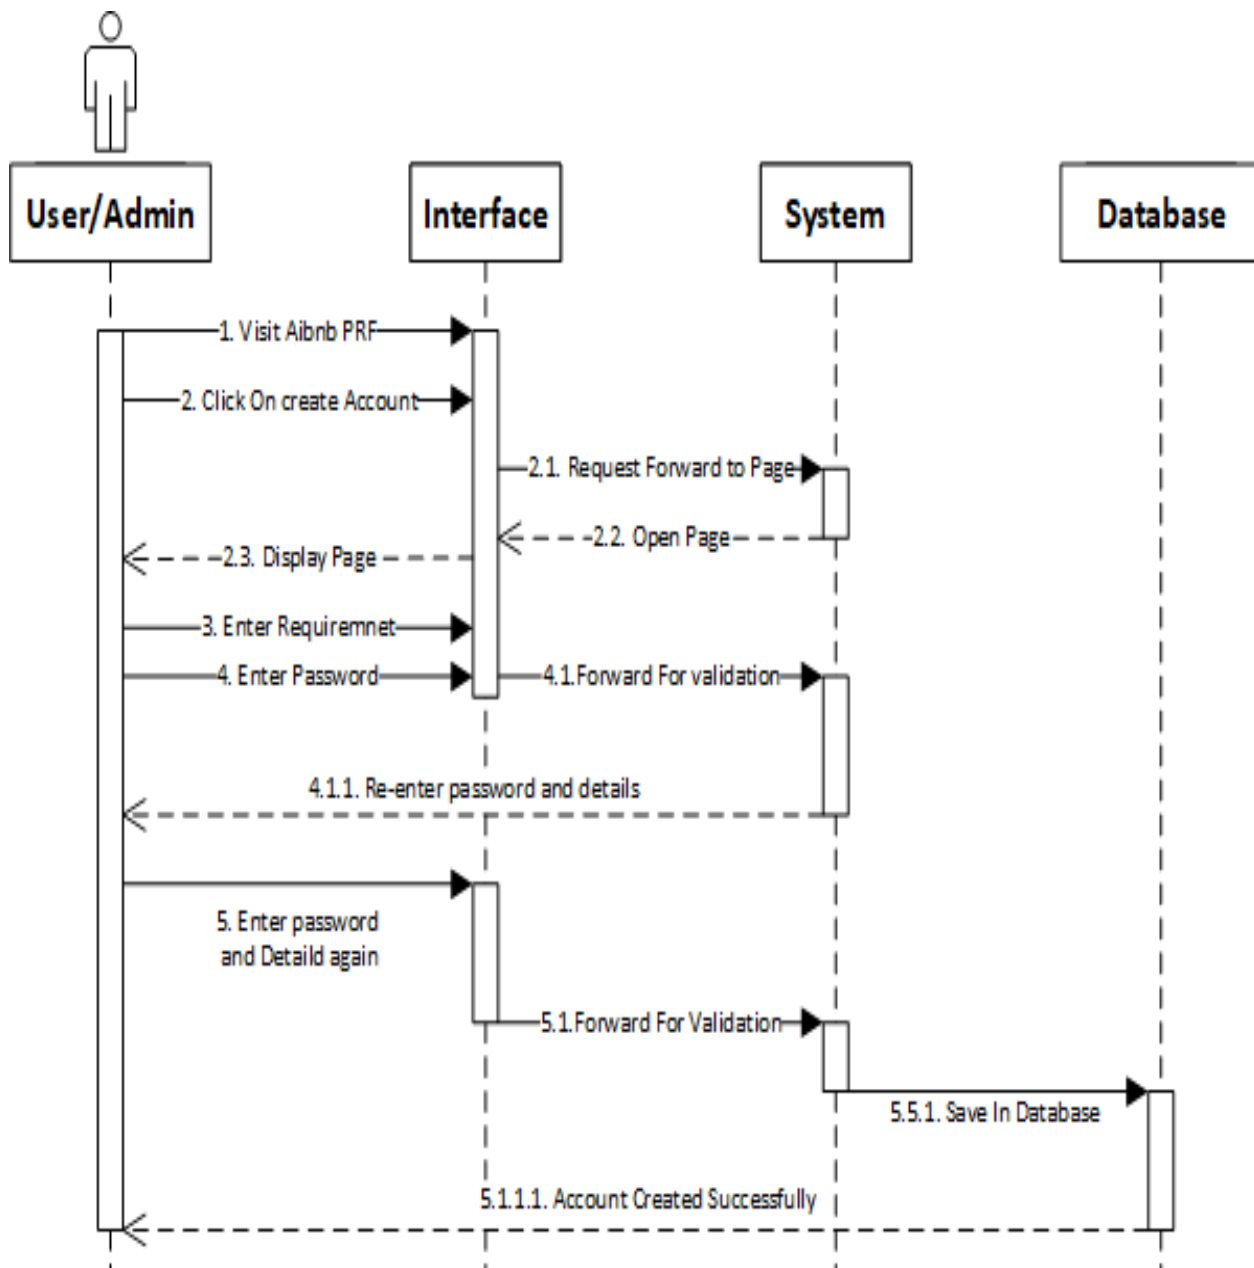 User/Admin
Interface
System
Database
1. Visit Aibnb PRF
2. Click On create Account
2.1. Request Forward to Page
2.2. Open Page
2.3. Display Page
3. Enter Requiremnet
4. Enter Password
4.1.Forward For validation
4.1.1. Re-enter password and details
5. Enter password
and Detaild again
5.1.Forward For Validation
5.5.1. Save In Database
5.1.1.1. Account Created Successfully